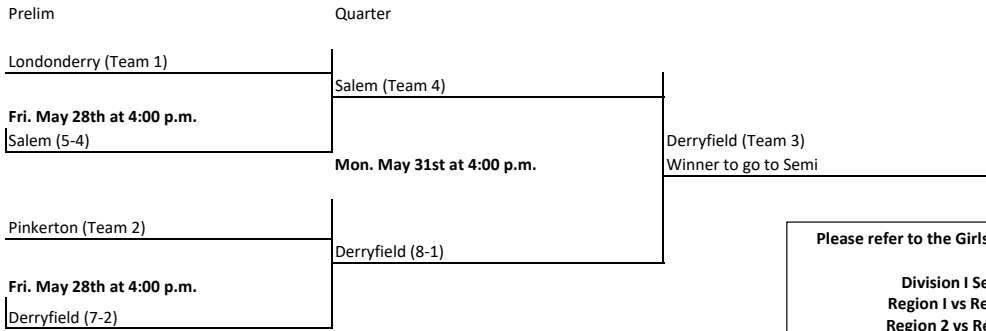 Prelim
Quarter
Londonderry (Team 1)
Salem (Team 4)
Fri. May 28th at 4:00 p.m.
Salem (5-4)
Derryfield (Team 3)
Mon. May 31st at 4:00 p.m.
Winner to go to Semi
Pinkerton (Team 2)
Please refer to the Girls
Derryfield (8-1)
Division I Se
Fri. May 28th at 4:00 p.m.
Region I vs Re
Derryfield (7-2)
Region 2 vs Re